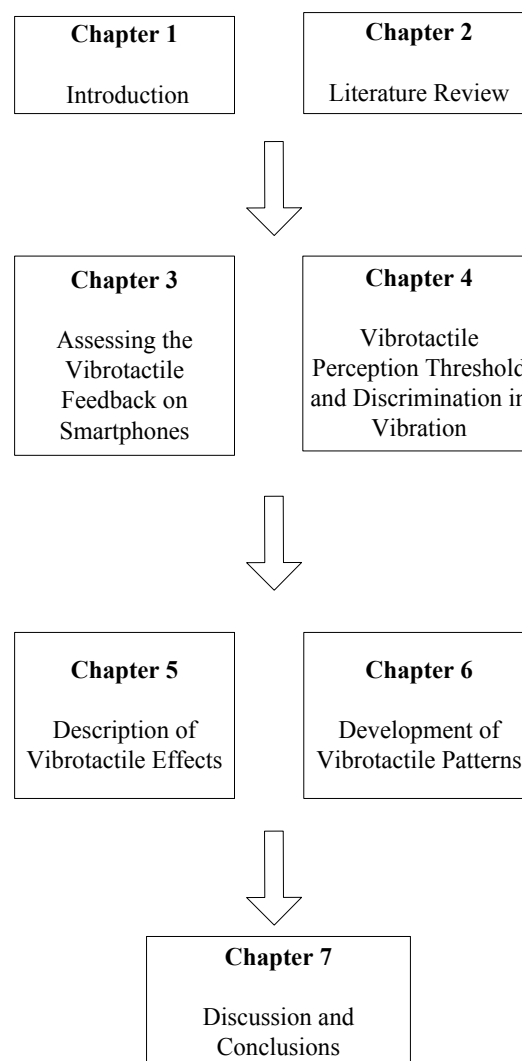 Chapter 1
Introduction
Chapter 2
Literature Review
Chapter 3
Assessing the
Vibrotactile
Feedback on
Smartphones
Chapter 4
Vibrotactile
Perception Threshold
and Discrimination in
Vibration
Chapter 5
Description of
Vibrotactile Effects
Chapter 6
Development of
Vibrotactile Patterns
Chapter 7
Discussion and
Conclusions